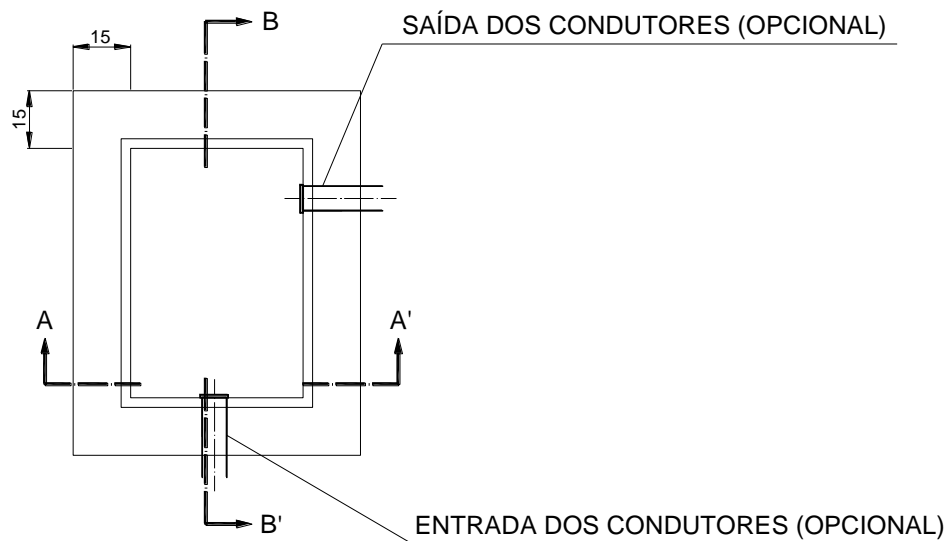 B
SAÍDA DOS CONDUTORES (OPCIONAL)
15
15
A
A'
B'
ENTRADA DOS CONDUTORES (OPCIONAL)